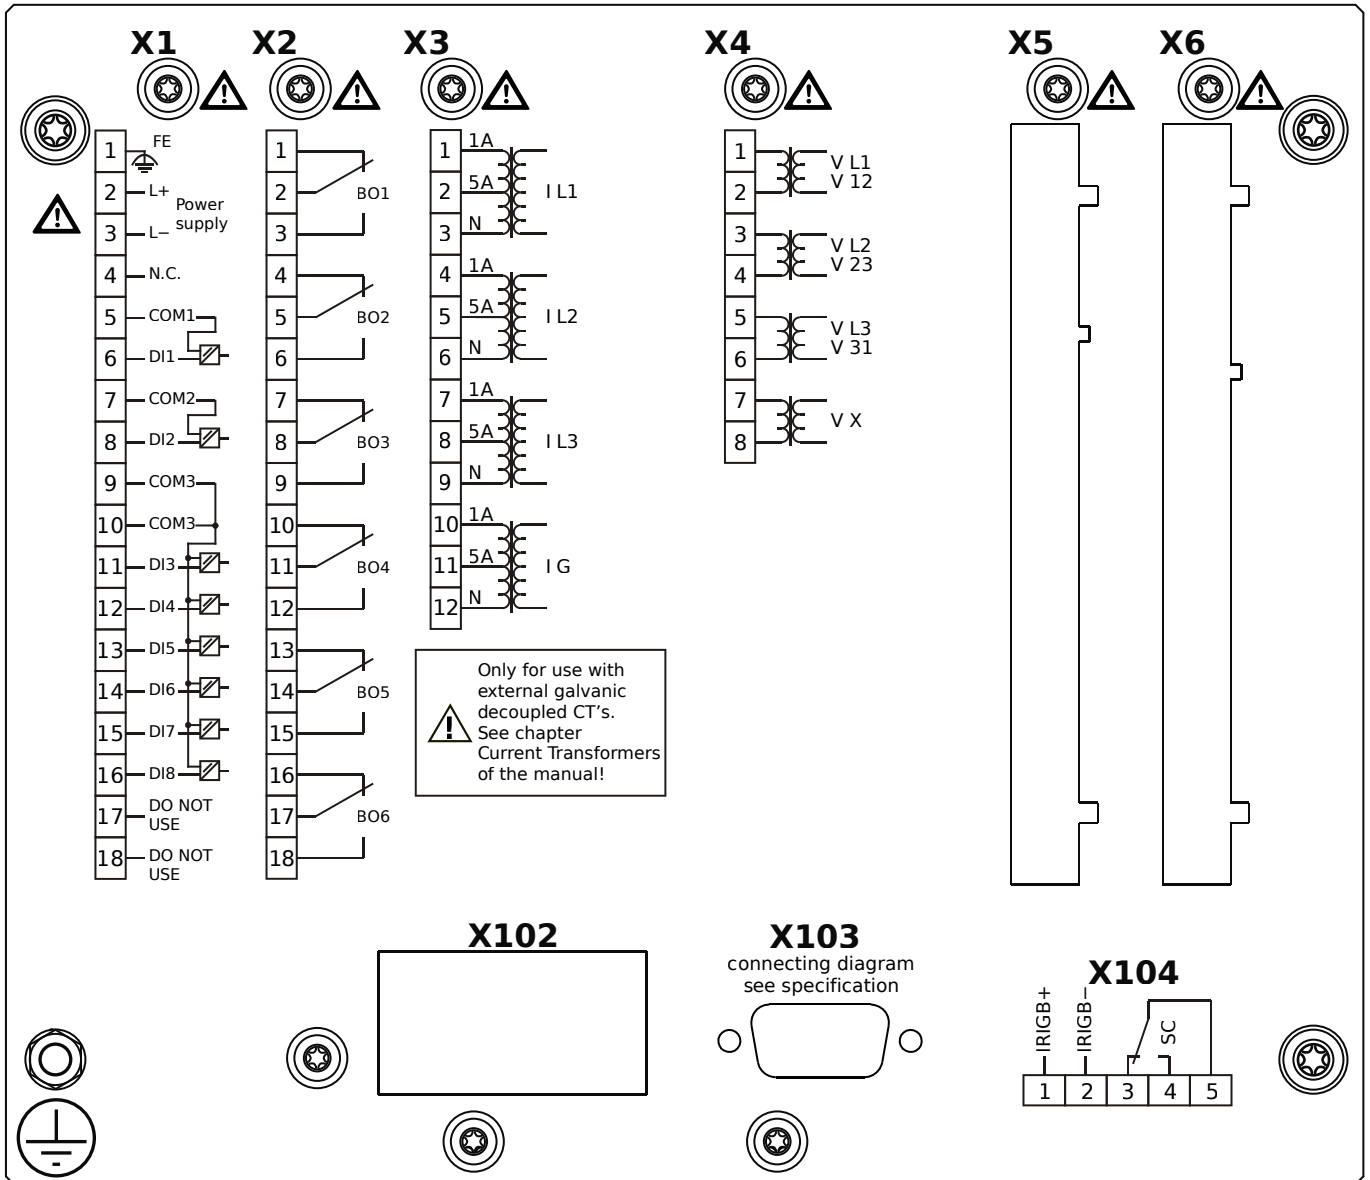 X1 X2 X3 X4 X5 X6
1 FE
2 L+
Power
supply
3 L−
4 N.C.
5 COM1
6 DI1
7 COM2
8 DI2
9 COM3
10 COM3
11 DI3
12 DI4
13 DI5
14 DI6
15 DI7
16 DI8
17 DO NOT
USE
18 DO NOT
USE
1
2 BO1
3
4
5 BO2
6
7
8 BO3
9
10
11 BO4
12
13
14 BO5
15
16
17 BO6
18
1 1A
2 5A I L1
3 N
4 1A
5 5A I L2
6 N
7 1A
8 5A I L3
9 N
10 1A
11 5A I G
12 N
Only for use with
external galvanic
decoupled CT's.
See chapter
Current Transformers
of the manual!
1 V L1
2 V 12
3 V L2
4 V 23
5 V L3
6 V 31
7 V X
8
X102
X103
connecting diagram
see specification
X104
IRIGB+
IRIGB−
SC
1 2 3 4 5